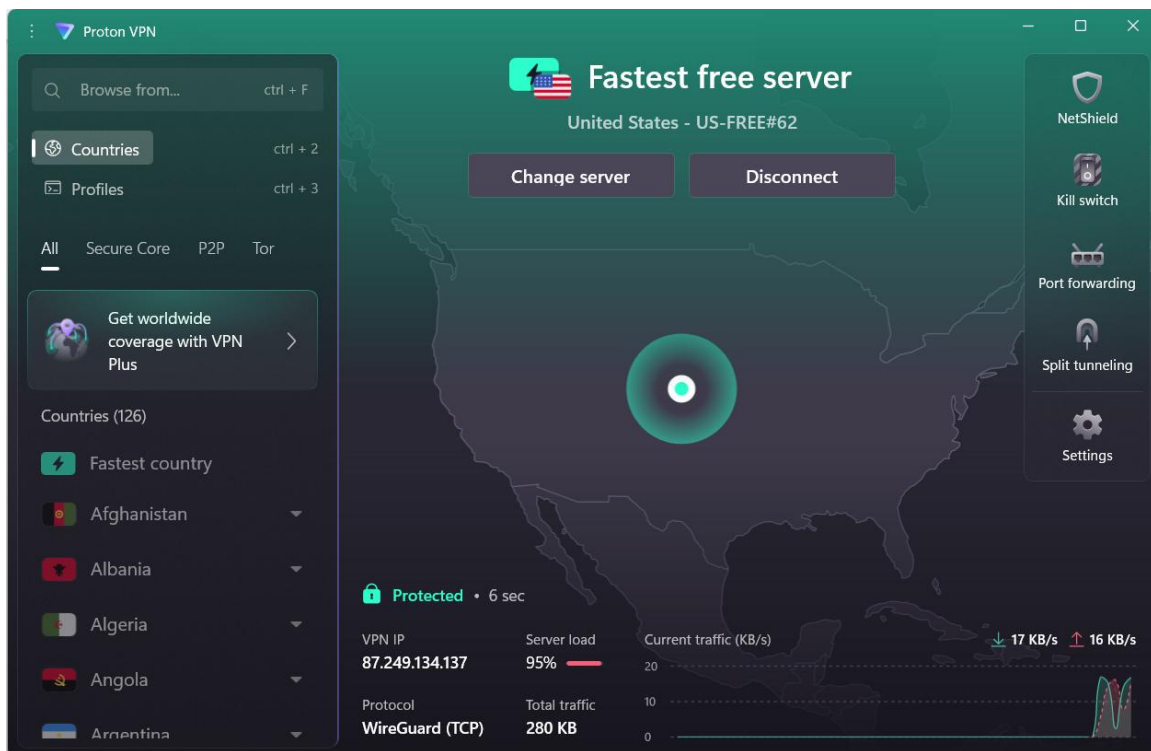 Proton VPN
Browse from... ctrl + F
Countries ctrl + 2
Profiles ctrl + 3
All Secure Core P2P Tor
Get worldwide
coverage with VPN
Plus
Countries (126)
Fastest country
Afghanistan
Albania
Algeria
Angola
Argentina
Fastest free server
United States - US-FREE#62
Change server Disconnect
Protected • 6 sec
VPN IP
87.249.134.137
Server load
95%
Protocol
WireGuard (TCP)
Total traffic
280 KB
Current traffic (KB/s) 17 KB/s 16 KB/s
20
10
0
NetShield
Kill switch
Port forwarding
Split tunneling
Settings